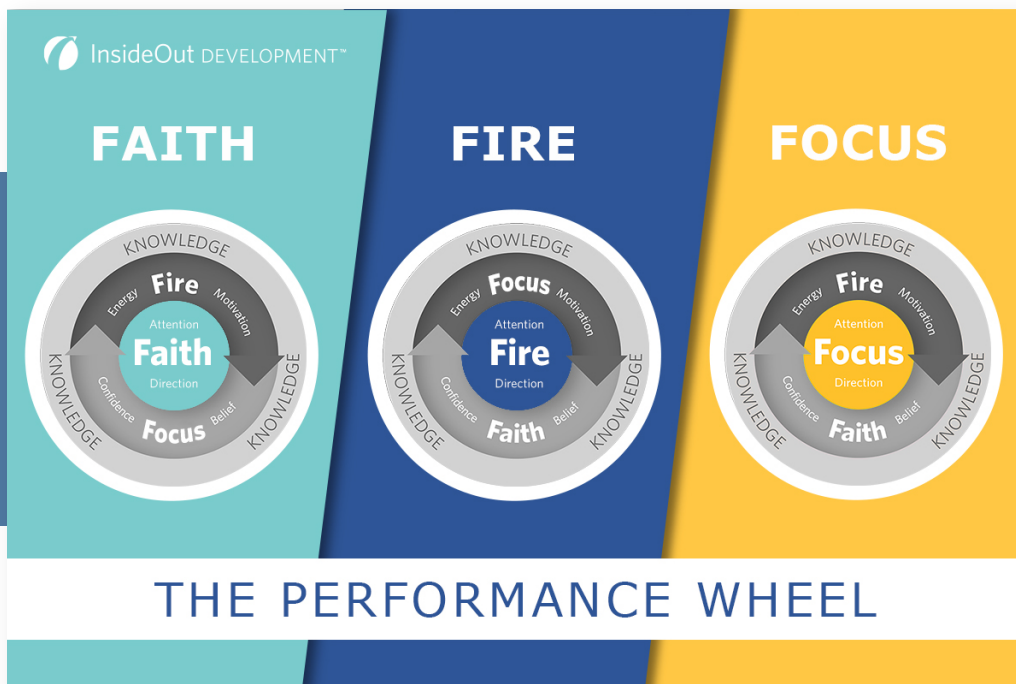 InsideOut DEVELOPMENT™
FAITH
KNOWLEDGE
KNOWLEDGE
KNOWLEDGE
Energy
Fire
Motivation
Attention
Faith
Direction
Confidence
Focus
Belief
FIRE
KNOWLEDGE
KNOWLEDGE
KNOWLEDGE
Energy
Focus
Motivation
Attention
Fire
Direction
Confidence
Faith
Belief
FOCUS
KNOWLEDGE
KNOWLEDGE
KNOWLEDGE
Energy
Fire
Motivation
Attention
Focus
Direction
Confidence
Faith
Belief
THE PERFORMANCE WHEEL